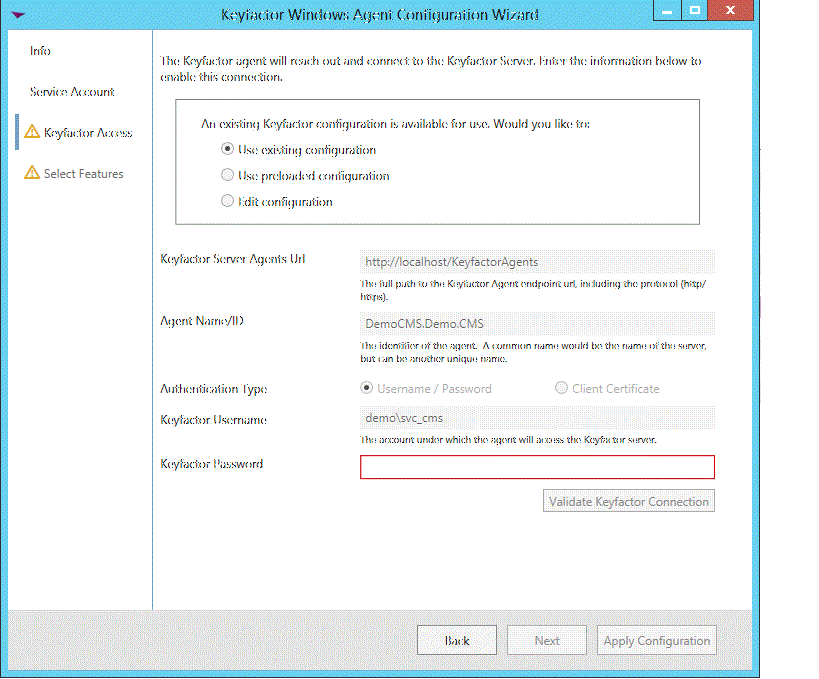 Keyfactor Windows Agent Configuration Wizard
Info
Service Account
Keyfactor Access
Select Features
The Keyfactor agent will reach out and connect to the Keyfactor Server. Enter the information below to
enable this connection.
An existing Keyfactor configuration is available for use. Would you like to:
Use existing configuration
Use preloaded configuration
Edit configuration
Keyfactor Server Agents Url
http://localhost/KeyfactorAgents
The full path to the Keyfactor Agent endpoint url, including the protocol (http/
https).
Agent Name/ID
DemoCMS.Demo.CMS
The identifier of the agent. A common name would be the name of the server,
but can be another unique name.
Authentication Type
Username / Password
Client Certificate
Keyfactor Username
demo\svc_cms
The account under which the agent will access the Keyfactor server.
Keyfactor Password
Validate Keyfactor Connection
Back
Next
Apply Configuration